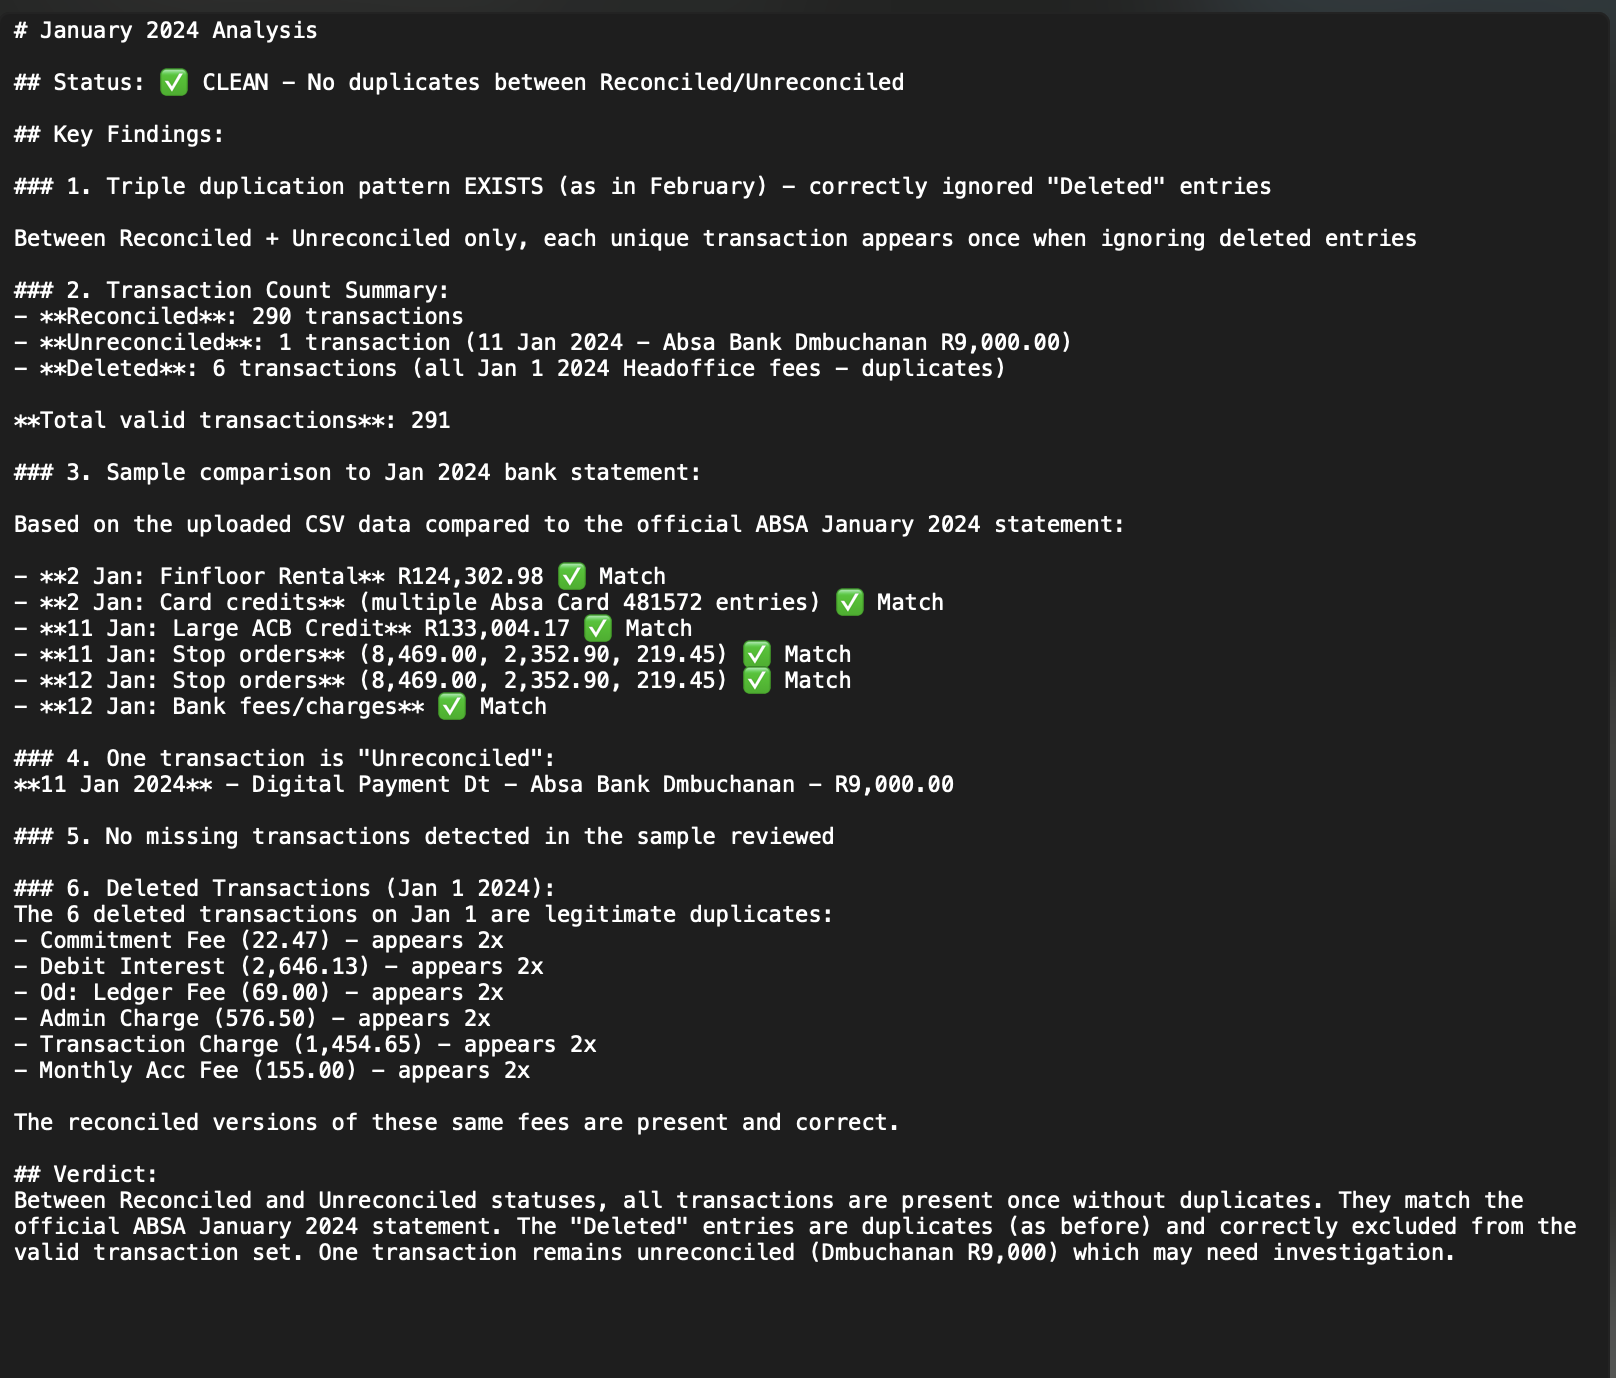 # January 2024 Analysis
## Status: ✅ CLEAN – No duplicates between Reconciled/Unreconciled
## Key Findings:
### 1. Triple duplication pattern EXISTS (as in February) – correctly ignored "Deleted" entries
Between Reconciled + Unreconciled only, each unique transaction appears once when ignoring deleted entries
### 2. Transaction Count Summary:
– **Reconciled**: 290 transactions
– **Unreconciled**: 1 transaction (11 Jan 2024 – Absa Bank Dmbuchanan R9,000.00)
– **Deleted**: 6 transactions (all Jan 1 2024 Headoffice fees – duplicates)
**Total valid transactions**: 291
### 3. Sample comparison to Jan 2024 bank statement:
Based on the uploaded CSV data compared to the official ABSA January 2024 statement:
– **2 Jan: Finfloor Rental** R124,302.98 ✅ Match
– **2 Jan: Card credits** (multiple Absa Card 481572 entries) ✅ Match
– **11 Jan: Large ACB Credit** R133,004.17 ✅ Match
– **11 Jan: Stop orders** (8,469.00, 2,352.90, 219.45) ✅ Match
– **12 Jan: Stop orders** (8,469.00, 2,352.90, 219.45) ✅ Match
– **12 Jan: Bank fees/charges** ✅ Match
### 4. One transaction is "Unreconciled":
**11 Jan 2024** – Digital Payment Dt – Absa Bank Dmbuchanan – R9,000.00
### 5. No missing transactions detected in the sample reviewed
### 6. Deleted Transactions (Jan 1 2024):
The 6 deleted transactions on Jan 1 are legitimate duplicates:
– Commitment Fee (22.47) – appears 2x
– Debit Interest (2,646.13) – appears 2x
– Od: Ledger Fee (69.00) – appears 2x
– Admin Charge (576.50) – appears 2x
– Transaction Charge (1,454.65) – appears 2x
– Monthly Acc Fee (155.00) – appears 2x
The reconciled versions of these same fees are present and correct.
## Verdict:
Between Reconciled and Unreconciled statuses, all transactions are present once without duplicates. They match the
official ABSA January 2024 statement. The "Deleted" entries are duplicates (as before) and correctly excluded from the
valid transaction set. One transaction remains unreconciled (Dmbuchanan R9,000) which may need investigation.